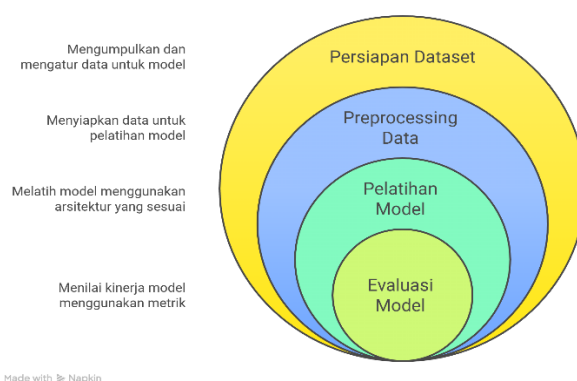 Mengumpulkan dan
mengatur data untuk model
Persiapan Dataset
Menyiapkan data untuk
pelatihan model
Preprocessing
Data
Melatih model menggunakan
arsitektur yang sesuai
Pelatihan
Model
Menilai kinerja model
menggunakan metrik
Evaluasi
Model
Made with Napkin